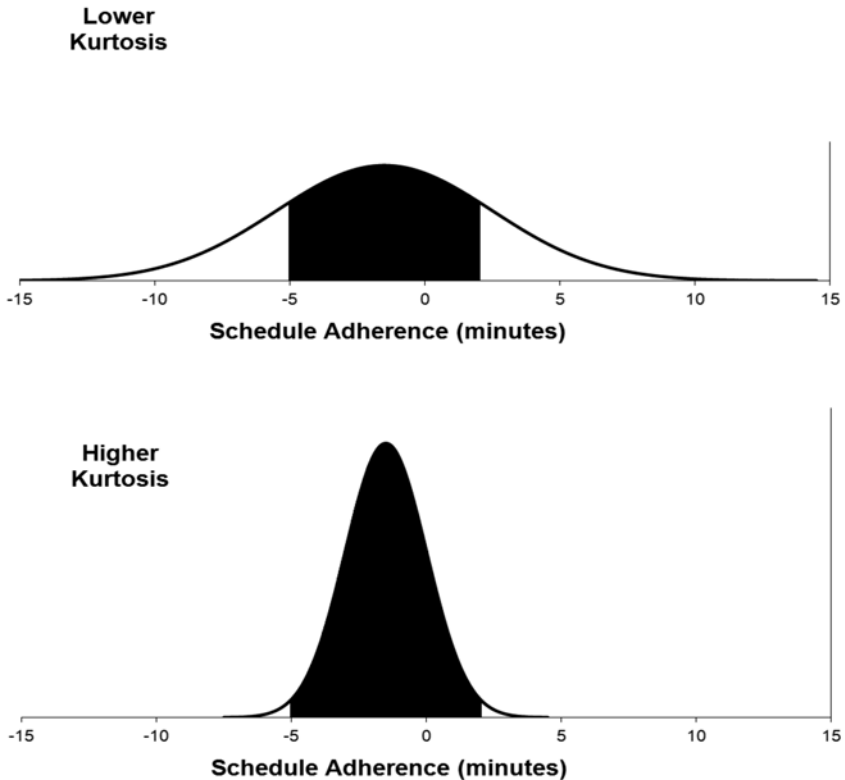 Lower
Kurtosis
-15 -10 -5 0 5 10 15
Schedule Adherence (minutes)
Higher
Kurtosis
-15 -10 -5 0 5 10 15
Schedule Adherence (minutes)